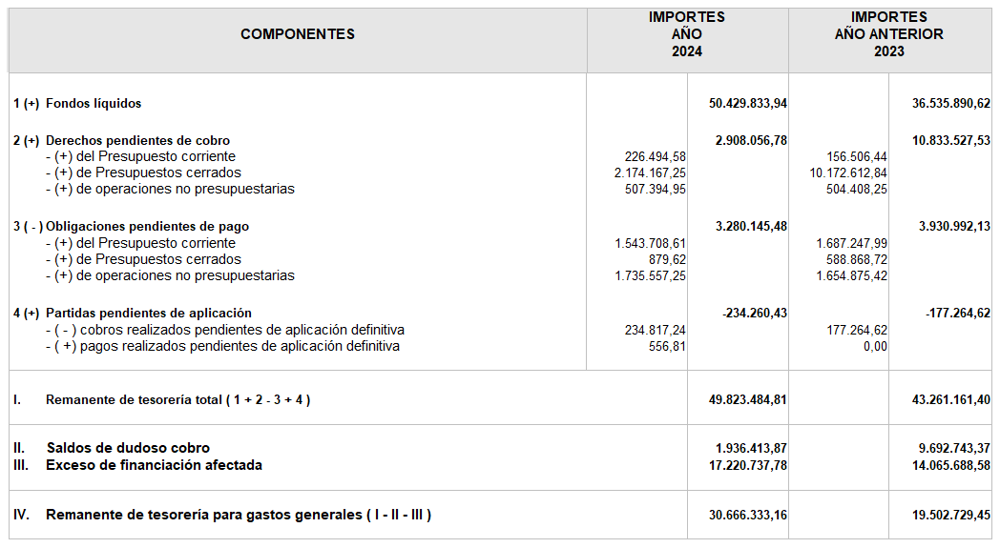 COMPONENTES
IMPORTES AÑO 2024
IMPORTES AÑO ANTERIOR 2023
1 (+) Fondos líquidos 50.429.833,94 36.535.890,62
2 (+) Derechos pendientes de cobro 2.908.056,78 10.833.527,53
- (+) del Presupuesto corriente 226.494,58 156.506,44
- (+) de Presupuestos cerrados 2.174.167,25 10.172.612,84
- (+) de operaciones no presupuestarias 507.394,95 504.408,25
3 ( - ) Obligaciones pendientes de pago 3.280.145,48 3.930.992,13
- (+) del Presupuesto corriente 1.543.708,61 1.687.247,99
- (+) de Presupuestos cerrados 879,62 588.868,72
- (+) de operaciones no presupuestarias 1.735.557,25 1.654.875,42
4 (+) Partidas pendientes de aplicación -234.260,43 -177.264,62
- ( - ) cobros realizados pendientes de aplicación definitiva 234.817,24 177.264,62
- ( +) pagos realizados pendientes de aplicación definitiva 556,81 0,00
I. Remanente de tesorería total ( 1 + 2 - 3 + 4 ) 49.823.484,81 43.261.161,40
II. Saldos de dudoso cobro 1.936.413,87 9.692.743,37
III. Exceso de financiación afectada 17.220.737,78 14.065.688,58
IV. Remanente de tesorería para gastos generales ( I - II - III ) 30.666.333,16 19.502.729,45